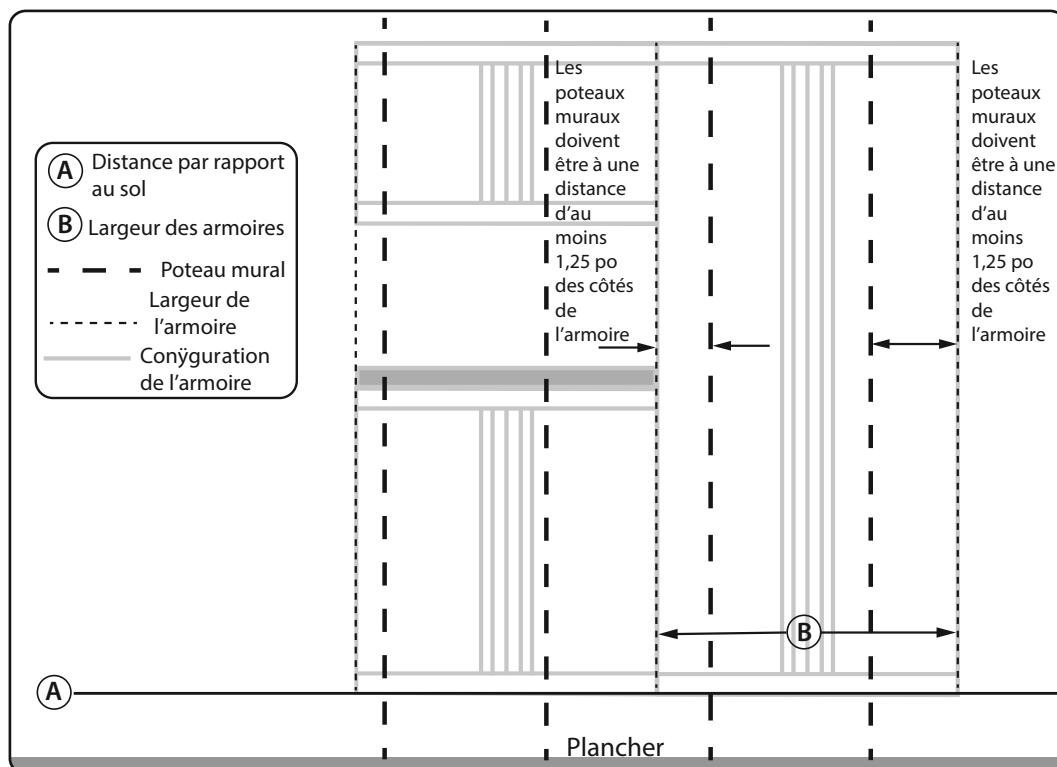 A Distance par rapport
au sol
B Largeur des armoires
Poteau mural
Largeur de
l'armoire
Conÿguration
de l'armoire
Les
poteaux
muraux
doivent
être à une
distance
d'au
moins
1,25 po
des côtés
de
l'armoire
Les
poteaux
muraux
doivent
être à une
distance
d'au
moins
1,25 po
des côtés
de
l'armoire
B
A
Plancher